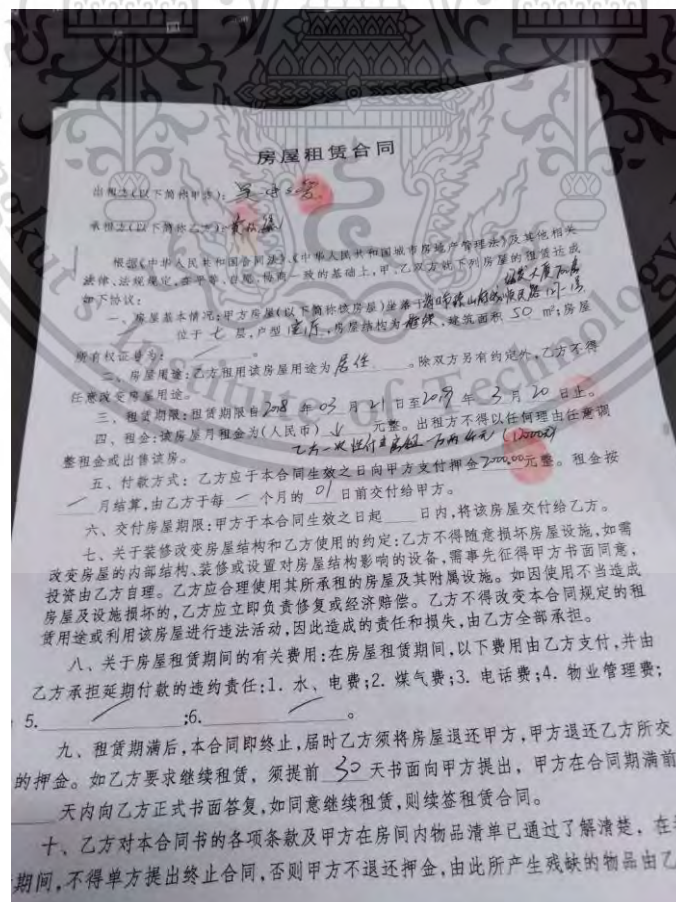 房屋租赁合同
出租方(以下简称甲方):
承租方(以下简称乙方):
根据《中华人民共和国合同法》、《中华人民共和国城市房地产管理法》及其他相关
法律、法规规定,在平等、自愿、协商一致的基础上,甲、乙双方就下列房屋的租赁达成
如下协议:
一、房屋基本情况:甲方房屋(以下简称该房屋)坐落于
位于 七 层,户型 ,房屋结构为 ,建筑面积 50 m²;房屋
所有权证号为:
二、房屋用途:乙方租用该房屋用途为 居住 。除双方另有约定外,乙方不得
任意改变房屋用途。
三、租赁期限:租赁期限自 2018 年 03 月 21 日至 2019 年 3 月 20 日止。
四、租金:该房屋月租金为(人民币) 元整。出租方不得以任何理由任意调
整租金或出售该房。
乙方一次性付
五、付款方式:乙方应于本合同生效之日向甲方支付押金 2000.00 元整。租金按
一 月结算,由乙方于每 一 个月的 01 日前交付给甲方。
六、交付房屋期限:甲方于本合同生效之日起 日内,将该房屋交付给乙方。
七、关于装修改变房屋结构和乙方使用的约定:乙方不得随意损坏房屋设施,如需
改变房屋的内部结构、装修或设置对房屋结构影响的设备,需事先征得甲方书面同意,
投资由乙方自理。乙方应合理使用其所承租的房屋及其附属设施。如因使用不当造成
房屋及设施损坏的,乙方应立即负责修复或经济赔偿。乙方不得改变本合同规定的租
赁用途或利用该房屋进行违法活动,因此造成的责任和损失,由乙方全部承担。
八、关于房屋租赁期间的有关费用:在房屋租赁期间,以下费用由乙方支付,并由
乙方承担延期付款的违约责任:1. 水、电费;2. 煤气费;3. 电话费;4. 物业管理费;
5. ;6. 。
九、租赁期满后,本合同即终止,届时乙方须将房屋退还甲方,甲方退还乙方所交
的押金。如乙方要求继续租赁,须提前 30 天书面向甲方提出,甲方在合同期满前
天内向乙方正式书面答复,如同意继续租赁,则续签租赁合同。
十、乙方对本合同书的各项条款及甲方在房间内物品清单已通过了解清楚,在
期间,不得单方提出终止合同,否则甲方不退还押金,由此所产生残缺的物品由乙